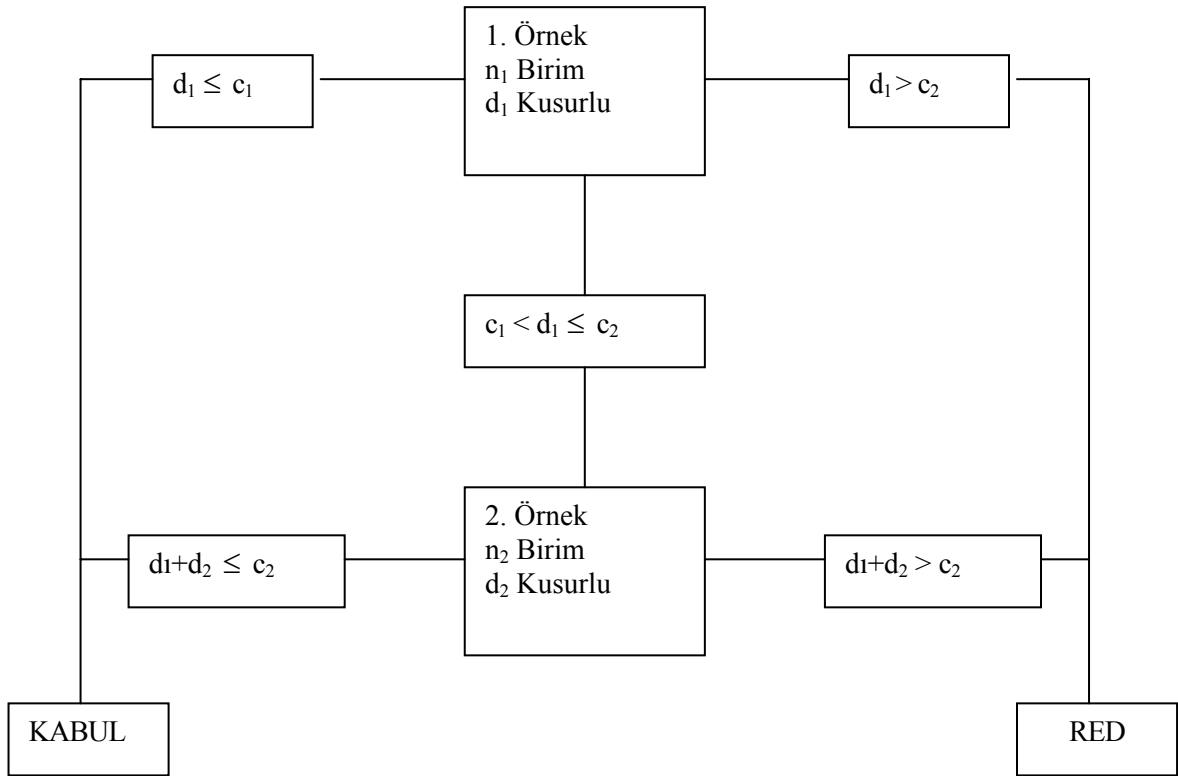 1. Örnek
n₁ Birim
d₁ Kusurlu
d₁ ≤ c₁
d₁ > c₂
c₁ < d₁ ≤ c₂
2. Örnek
n₂ Birim
d₂ Kusurlu
dı+d₂ ≤ c₂
dı+d₂ > c₂
KABUL
RED